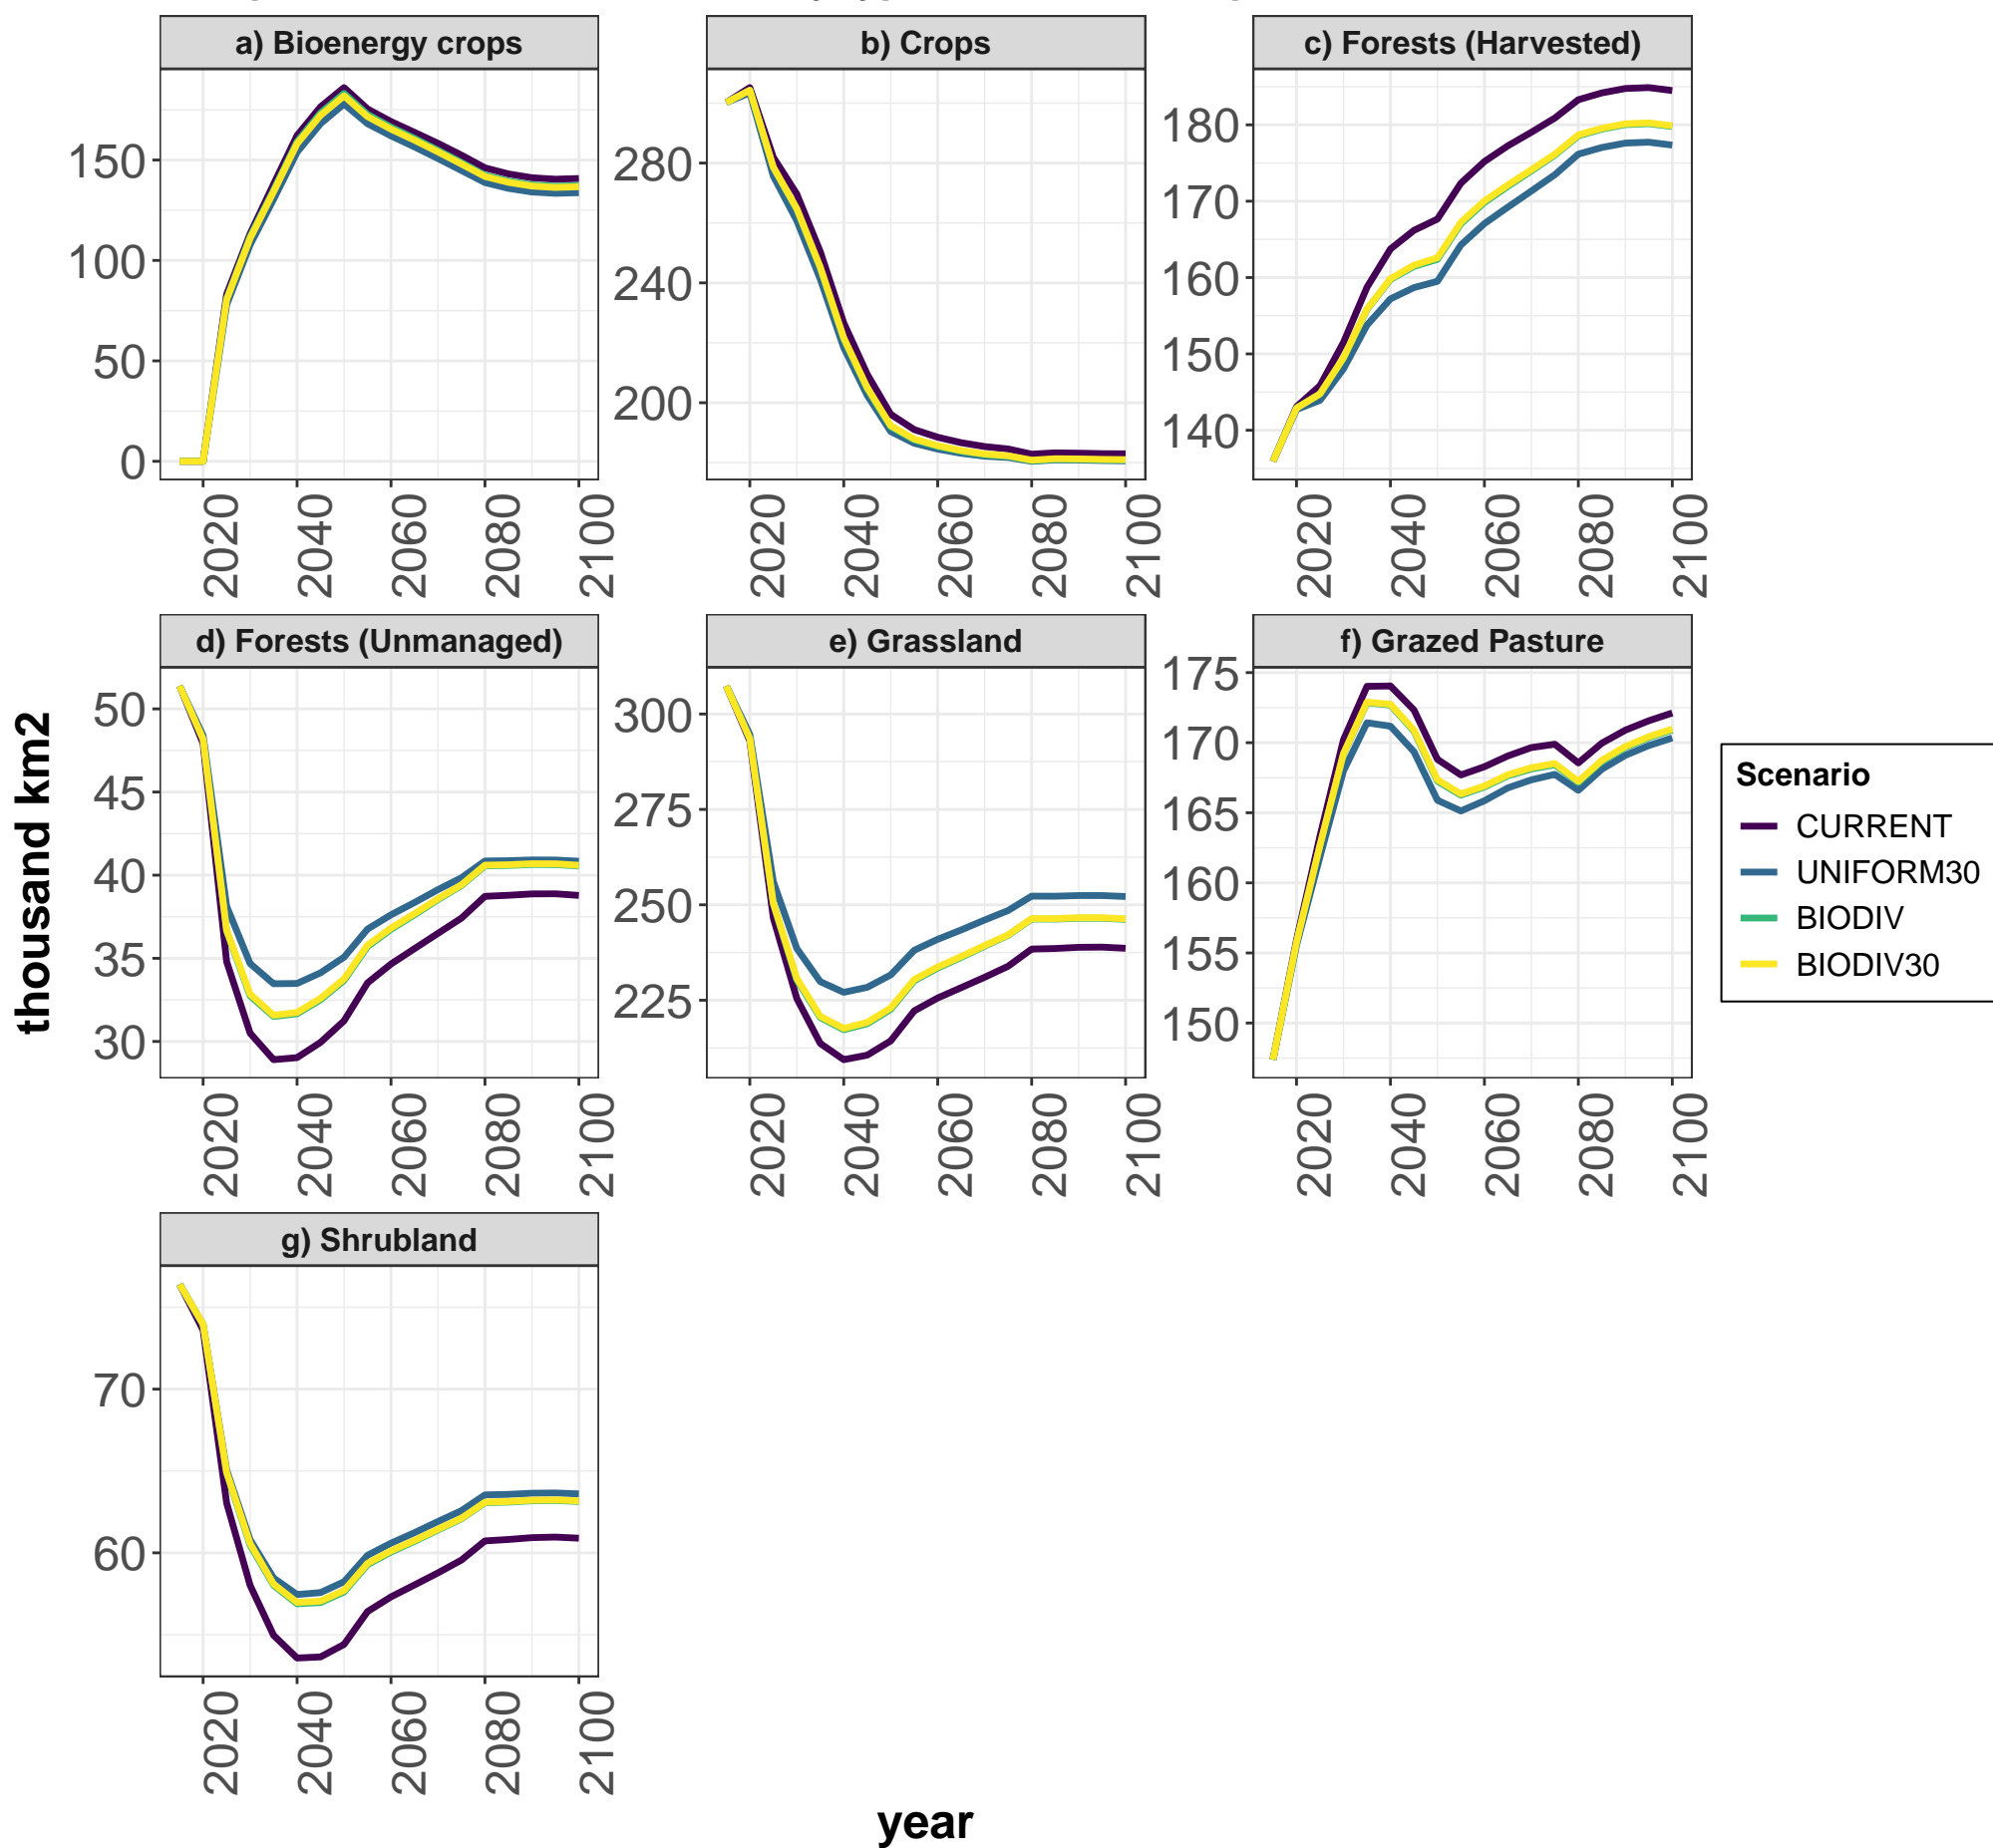 a) Bioenergy crops
b) Crops
c) Forests (Harvested)
150
100
50
0
280
240
200
180
170
160
150
140
2020 2040 2060 2080 2100
2020 2040 2060 2080 2100
2020 2040 2060 2080 2100
d) Forests (Unmanaged)
e) Grassland
f) Grazed Pasture
50
45
40
35
30
300
275
250
225
175
170
165
160
155
150
2020 2040 2060 2080 2100
2020 2040 2060 2080 2100
2020 2040 2060 2080 2100
thousand km2
Scenario
CURRENT
UNIFORM30
BIODIV
BIODIV30
g) Shrubland
70
60
2020 2040 2060 2080 2100
year